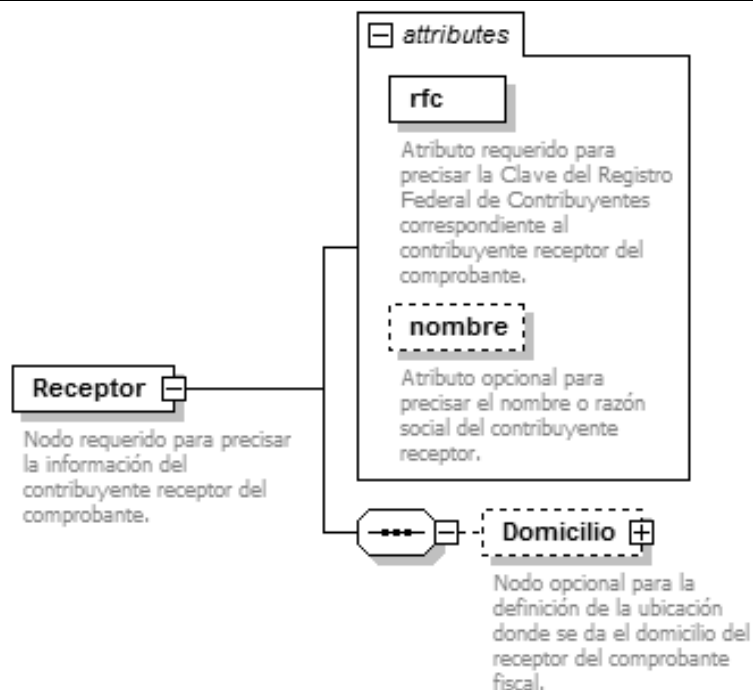 attributes
rfc
Atributo requerido para
precisar la Clave del Registro
Federal de Contribuyentes
correspondiente al
contribuyente receptor del
comprobante.
nombre
Atributo opcional para
precisar el nombre o razón
social del contribuyente
receptor.
Receptor
Nodo requerido para precisar
la información del
contribuyente receptor del
comprobante.
Domicilio
Nodo opcional para la
definición de la ubicación
donde se da el domicilio del
receptor del comprobante
fiscal.